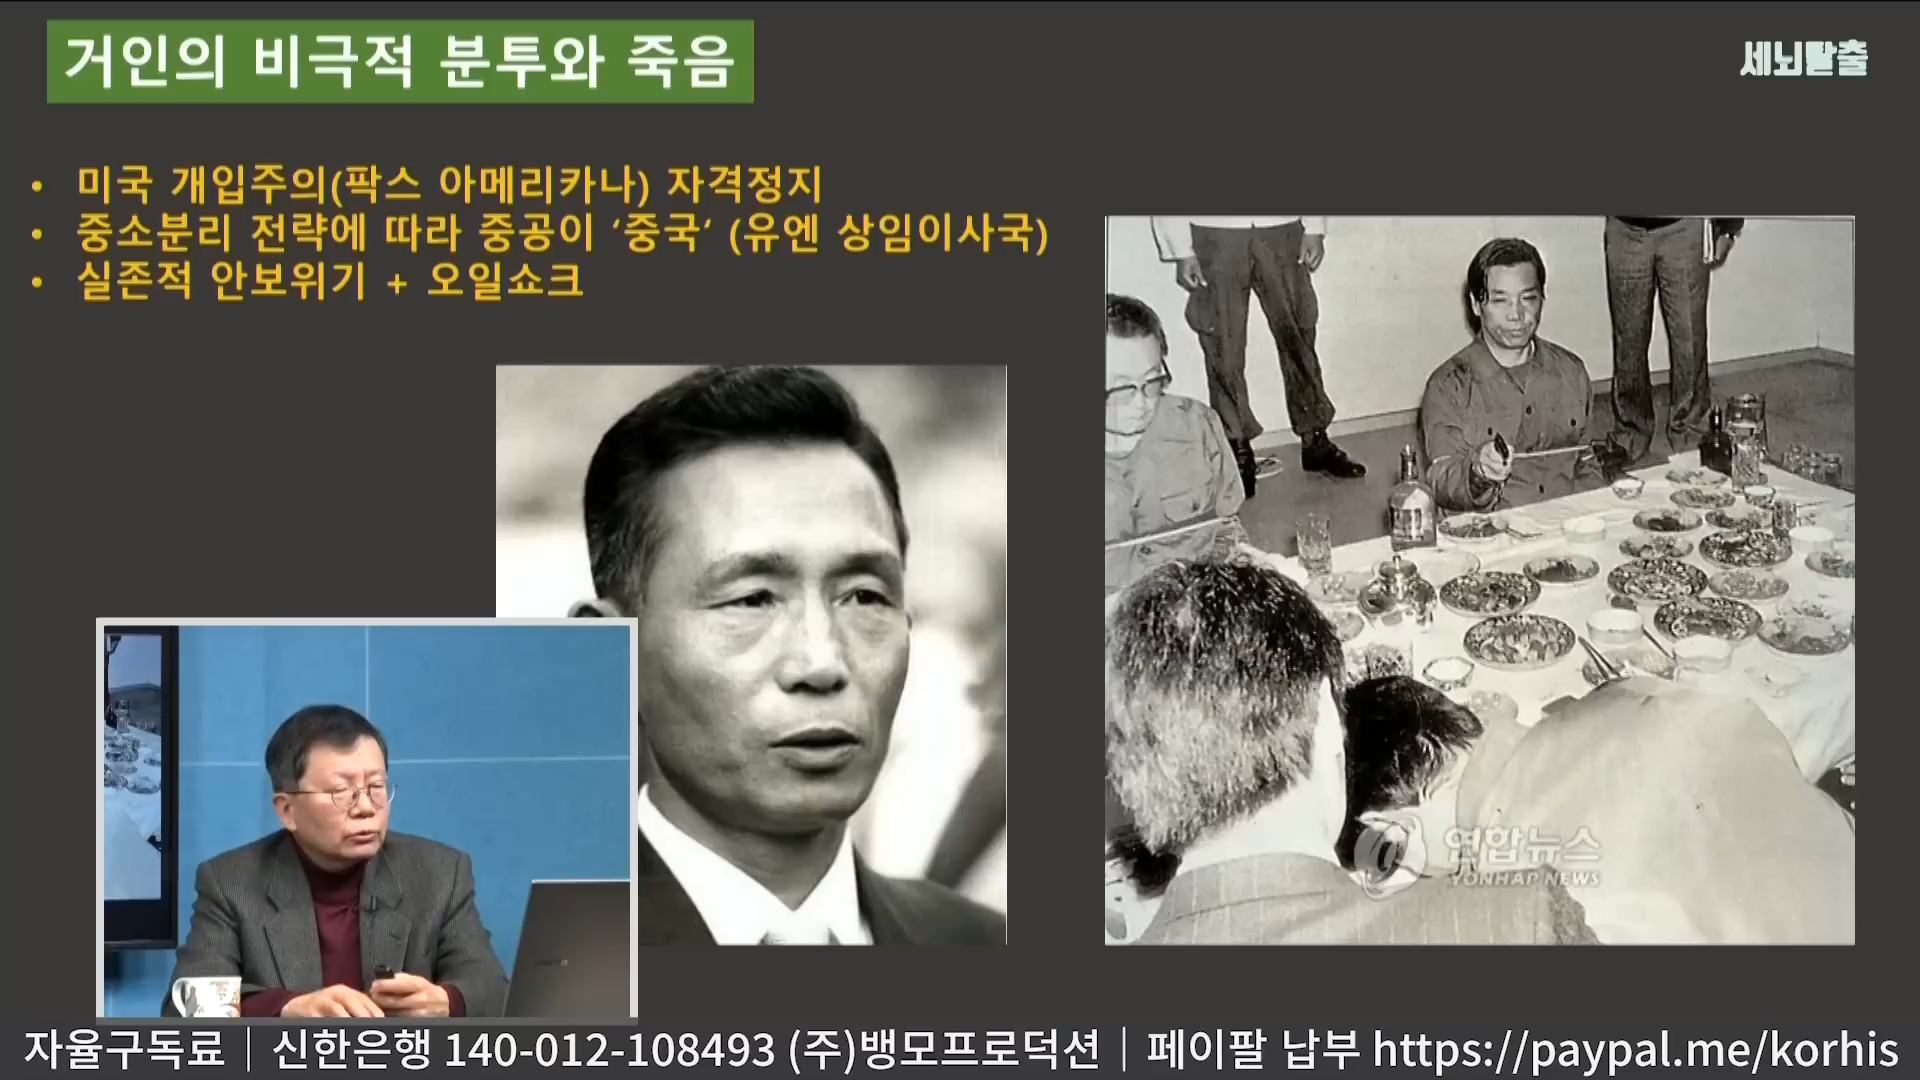 거인의 비극적 분투와 죽음
세뇌탈출
• 미국 개입주의(팍스 아메리카나) 자격정지
• 중소분리 전략에 따라 중공이 ‘중국‘ (유엔 상임이사국)
• 실존적 안보위기 + 오일쇼크
연합뉴스
YONHAP NEWS
자율구독료｜신한은행 140-012-108493 (주)뱅모프로덕션｜페이팔 납부 https://paypal.me/korhis